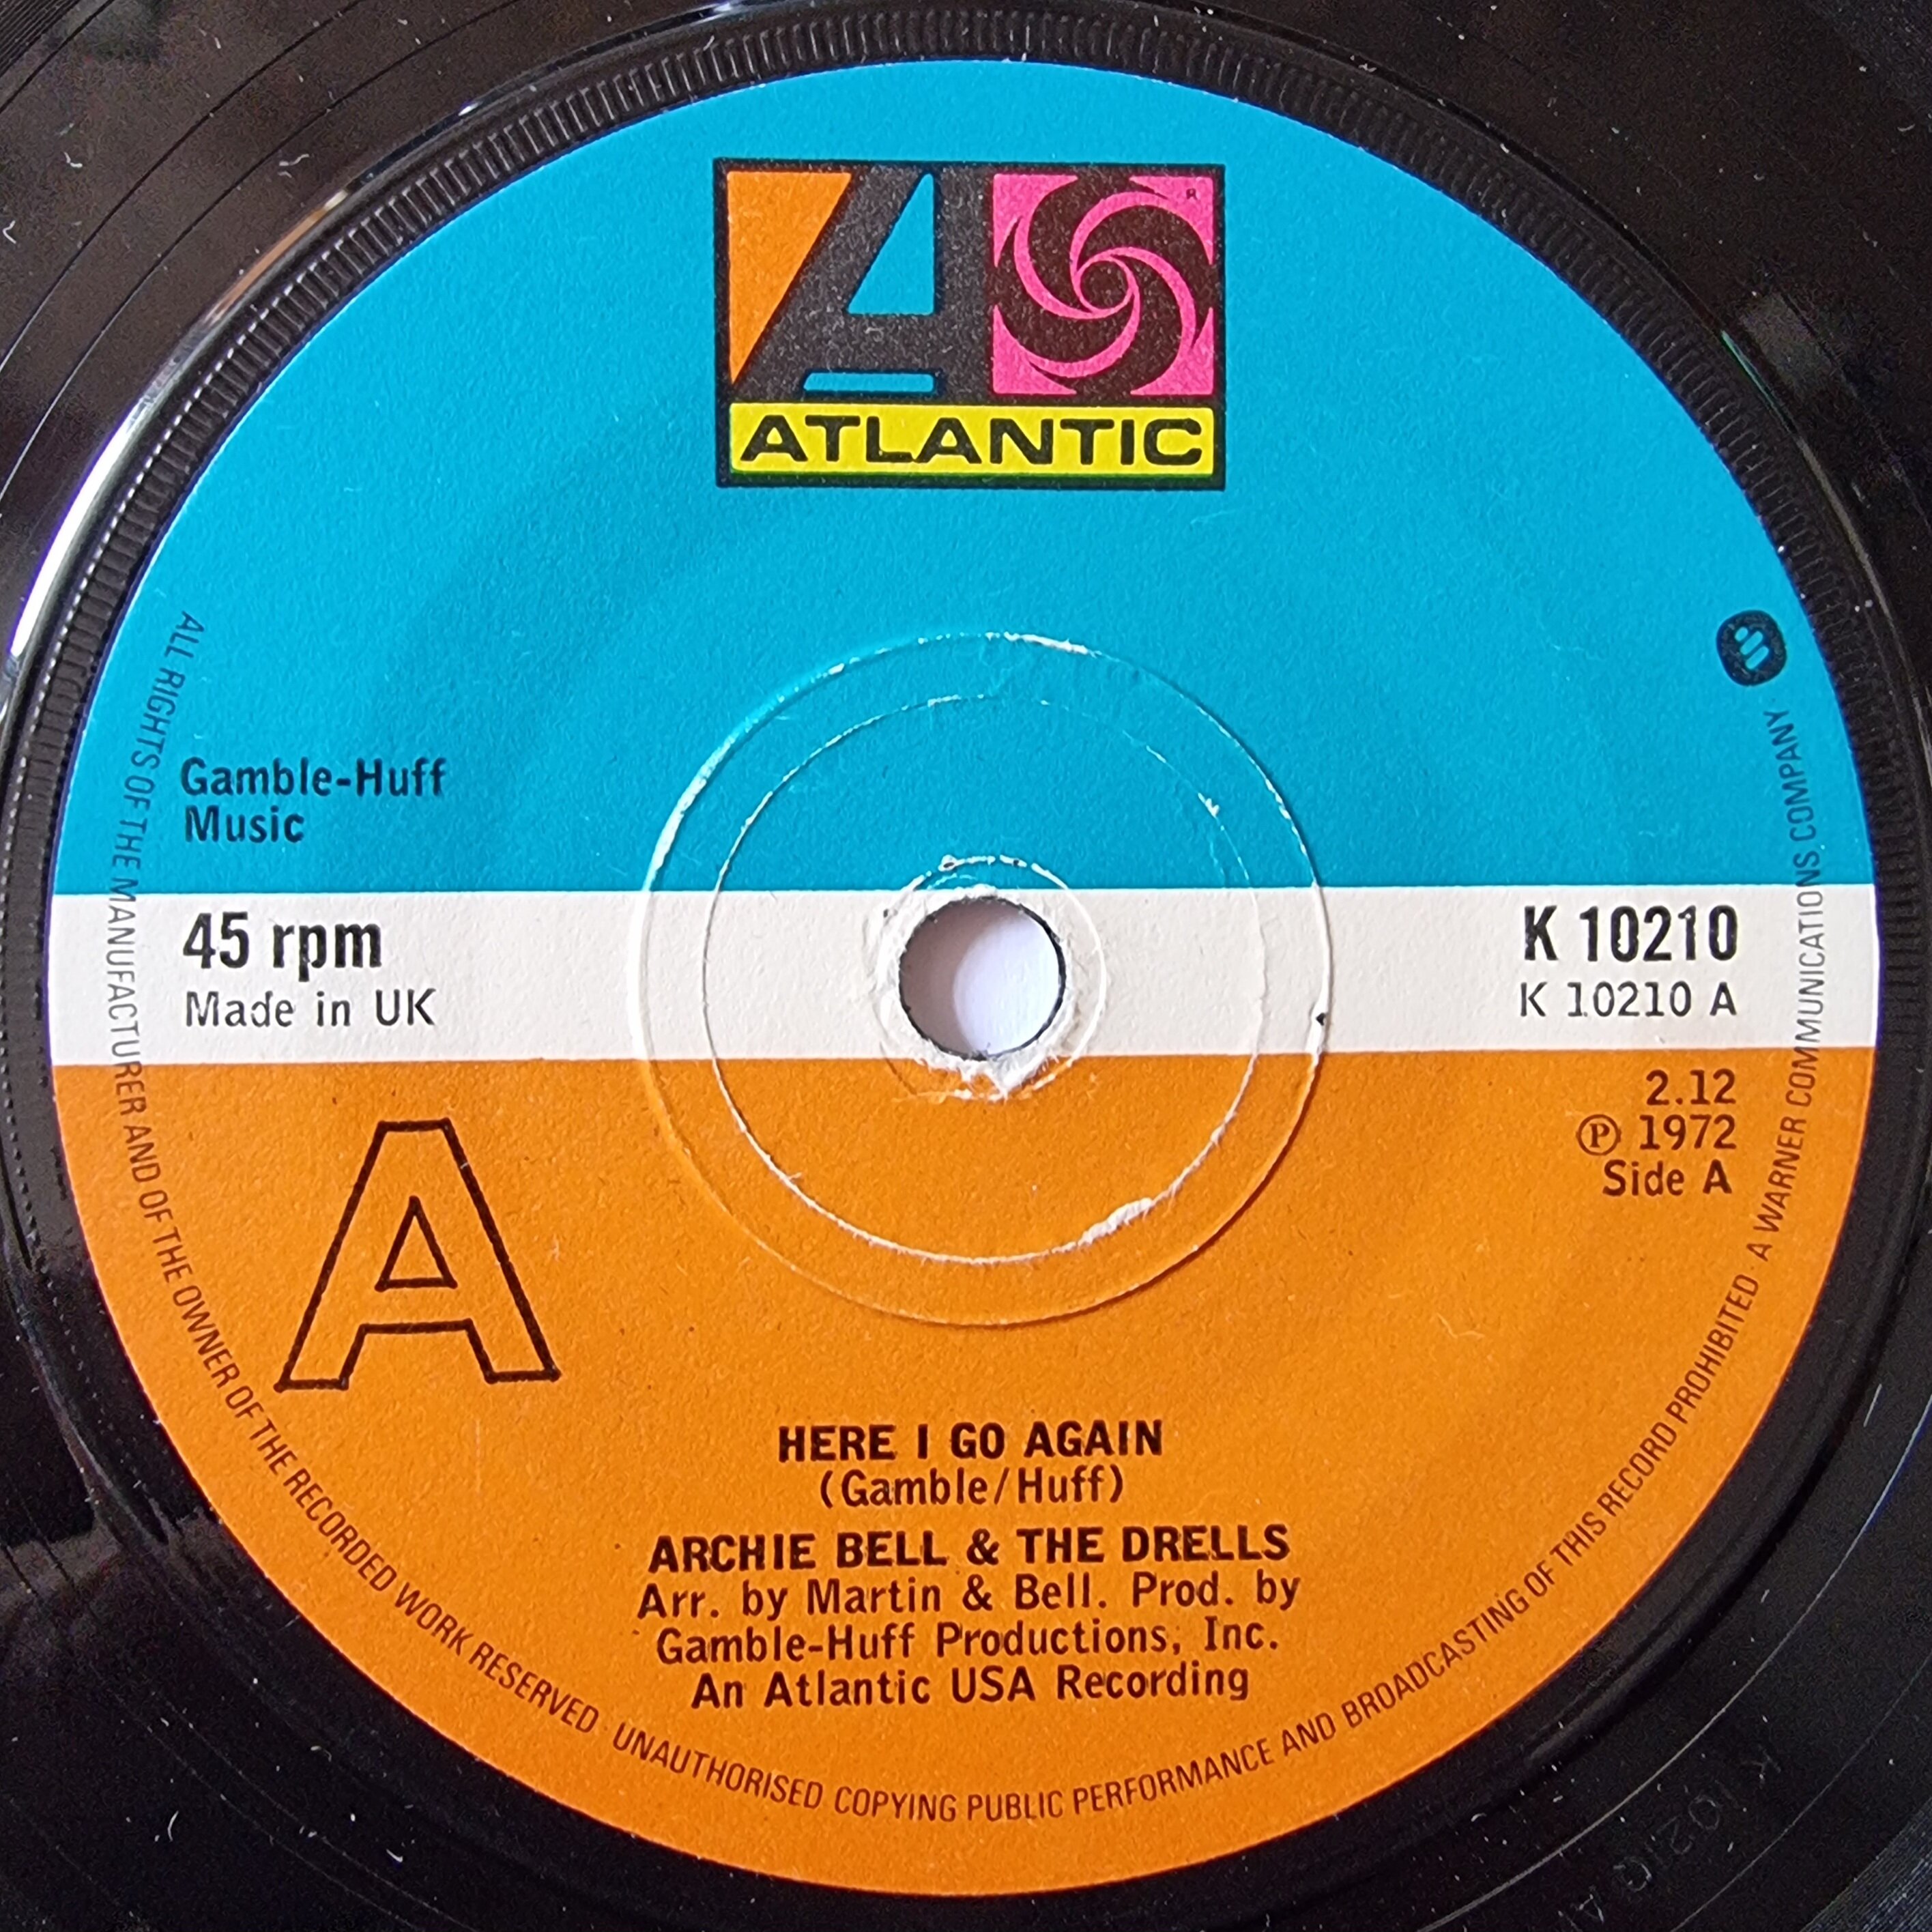 ATLANTIC
®
Gamble-Huff
Music
45 rpm
Made in UK
K 10210
K 10210 A
2.12
Ⓟ 1972
Side A
A
HERE I GO AGAIN
(Gamble/Huff)
ARCHIE BELL & THE DRELLS
Arr. by Martin & Bell. Prod. by
Gamble-Huff Productions, Inc.
An Atlantic USA Recording
ALL RIGHTS OF THE MANUFACTURER AND OF THE OWNER OF THE RECORDED WORK RESERVED · UNAUTHORISED COPYING PUBLIC PERFORMANCE AND BROADCASTING OF THIS RECORD PROHIBITED · A WARNER COMMUNICATIONS COMPANY
K 10210 A